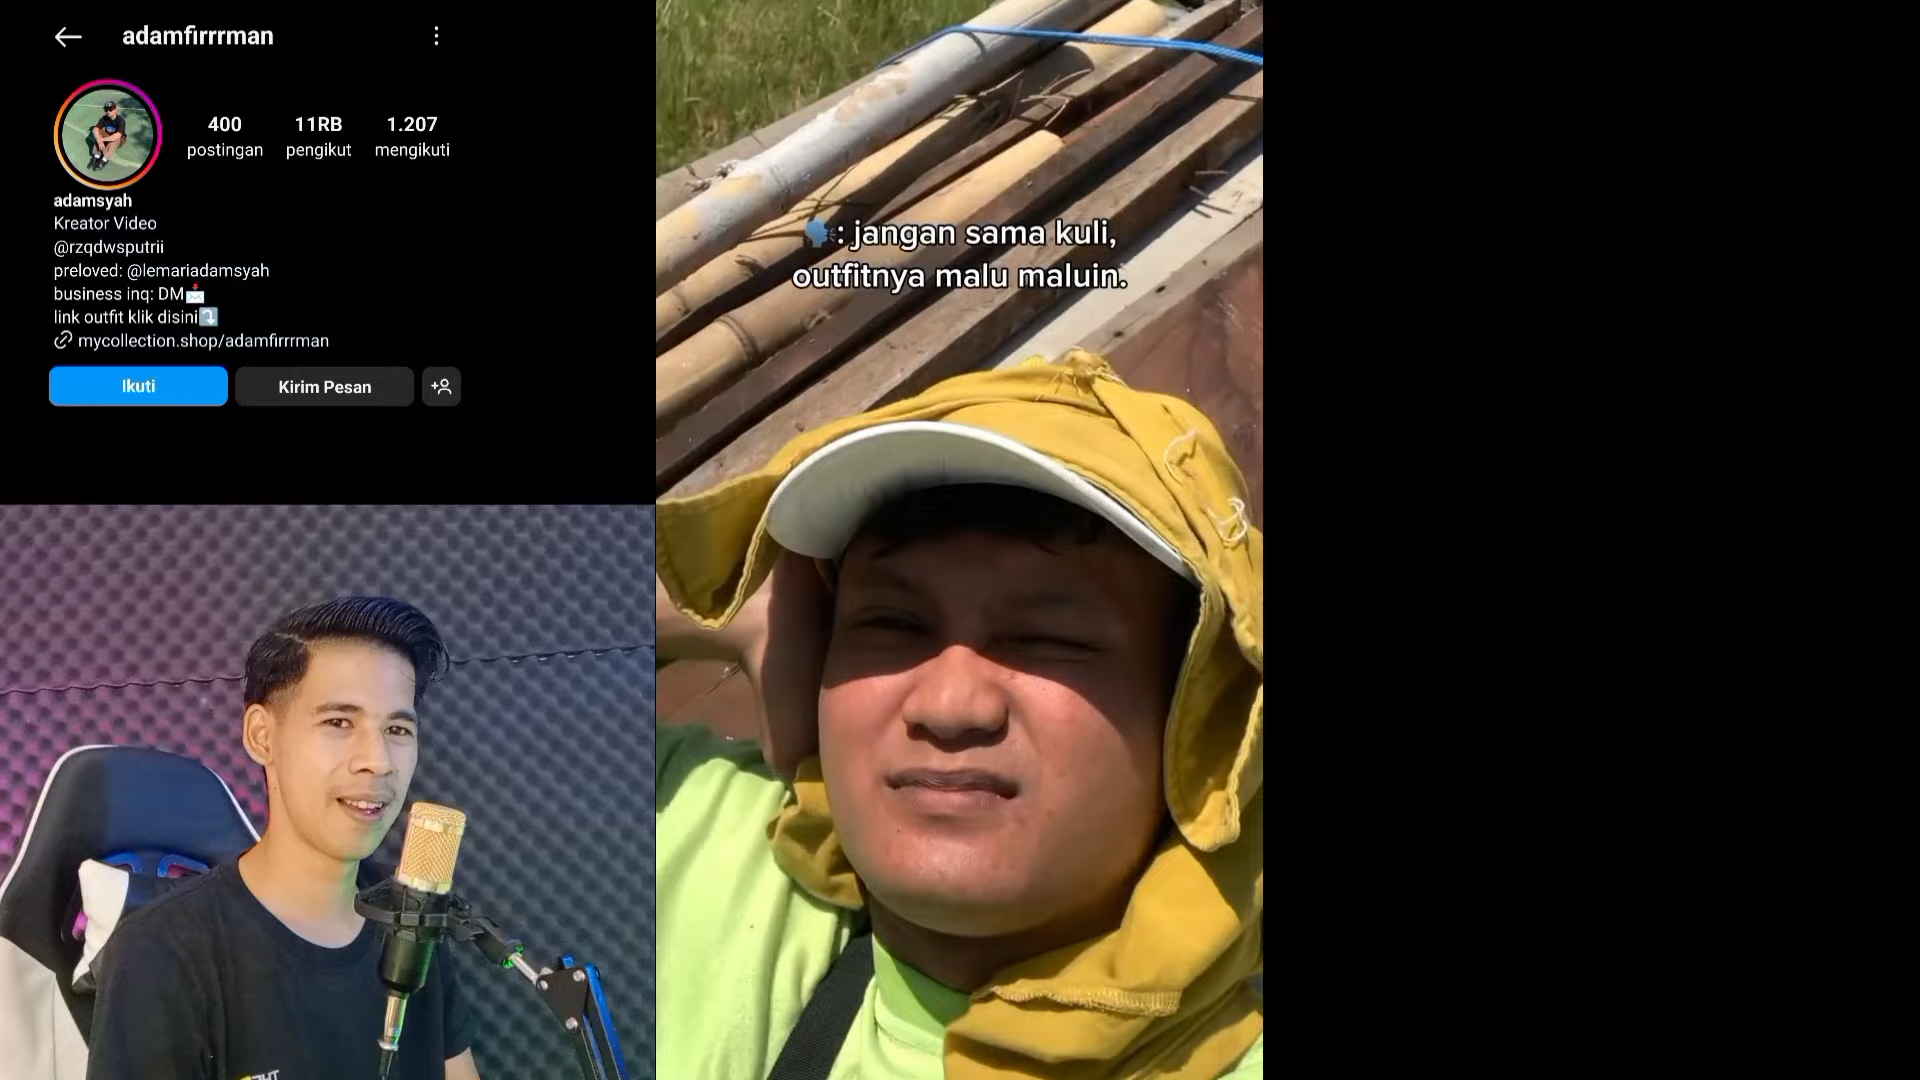 adamfirrrman
400
postingan
11RB
pengikut
1.207
mengikuti
adamsyah
Kreator Video
@rzqdwsputrii
preloved: @lemariadamsyah
business inq: DM📩
link outfit klik disini⤵️
mycollection.shop/adamfirrrman
Ikuti
Kirim Pesan
🗣️: jangan sama kuli,
outfitnya malu maluin.